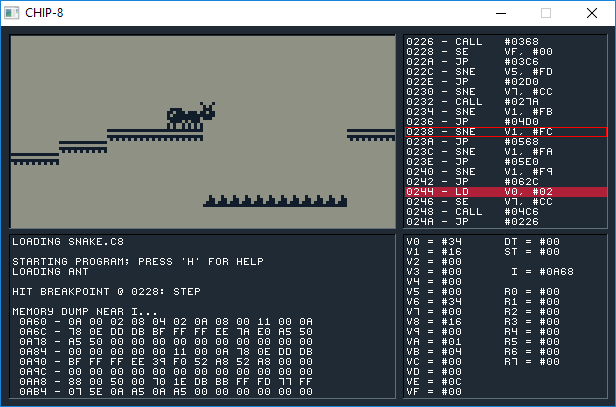 CHIP-8
0226 - CALL #0368
0228 - SE VF, #00
022A - JP #03C6
022C - SNE V5, #FD
022E - JP #02D0
0230 - SNE V7, #CC
0232 - CALL #027A
0234 - SNE V1, #FB
0236 - JP #04D0
0238 - SNE V1, #FC
023A - JP #0568
023C - SNE V1, #FA
023E - JP #05E0
0240 - SNE V1, #F9
0242 - JP #062C
0244 - LD V0, #02
0246 - SE V7, #CC
0248 - CALL #04C6
024A - JP #0226
LOADING SNAKE.C8
STARTING PROGRAM; PRESS 'H' FOR HELP
LOADING ANT
HIT BREAKPOINT @ 0228: STEP
MEMORY DUMP NEAR I...
0A60 - 0A 00 02 08 04 02 0A 08 00 11 00 0A
0A6C - 78 0E DD DB BF FF FF EE 7A E0 A5 50
0A78 - A5 50 00 00 00 00 00 00 00 00 00 00
0A84 - 00 00 00 00 00 11 00 0A 78 0E DD DB
0A90 - BF FF FF EE 39 F0 52 A8 52 A8 00 00
0A9C - 00 00 00 00 00 00 00 00 00 00 00 00
0AA8 - 88 00 50 00 70 1E DB BB FF FD 77 FF
0AB4 - 07 5E 0A A5 0A A5 00 00 00 00 00 00
V0 = #34 DT = #00
V1 = #16 ST = #00
V2 = #00
V3 = #00 I = #0A68
V4 = #00
V5 = #00 R0 = #00
V6 = #34 R1 = #00
V7 = #00 R2 = #00
V8 = #16 R3 = #00
V9 = #00 R4 = #00
VA = #01 R5 = #00
VB = #04 R6 = #00
VC = #00 R7 = #00
VD = #00
VE = #0C
VF = #00